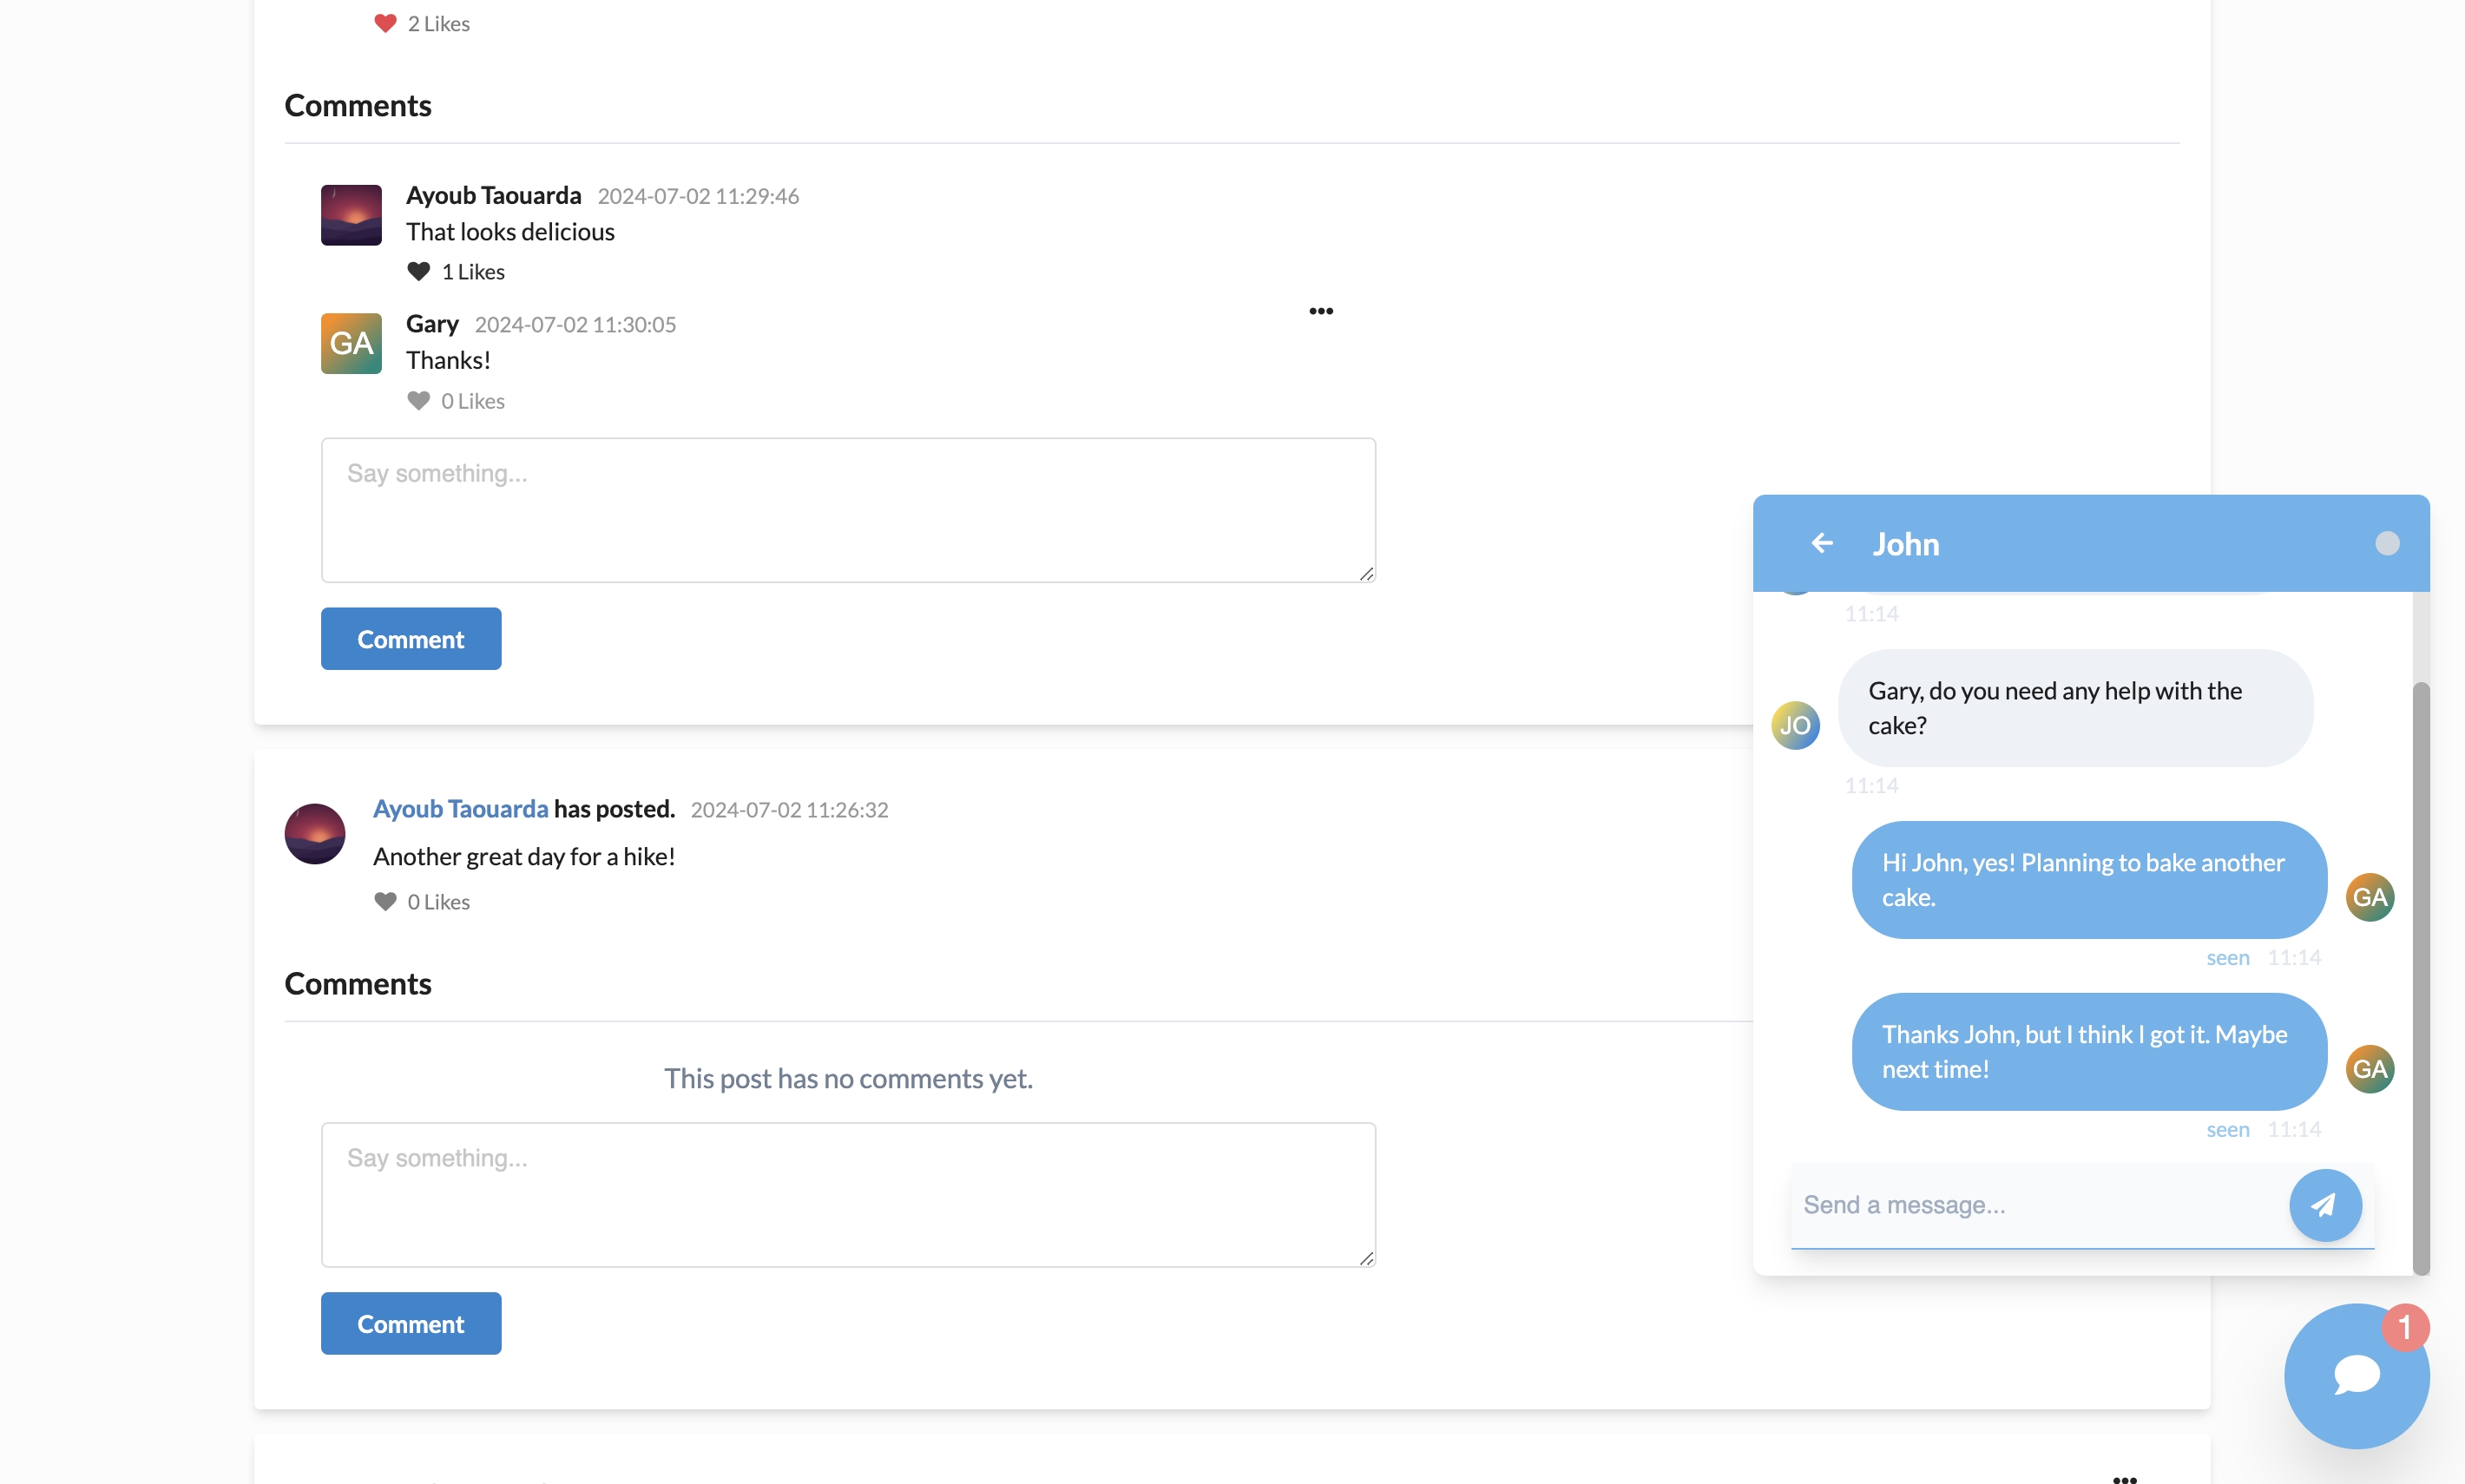 2 Likes
Comments
Ayoub Taouarda 2024-07-02 11:29:46
That looks delicious
1 Likes
GA
Gary 2024-07-02 11:30:05
Thanks!
0 Likes
Say something...
Comment
Ayoub Taouarda has posted. 2024-07-02 11:26:32
Another great day for a hike!
0 Likes
Comments
This post has no comments yet.
Say something...
Comment
John
11:14
Gary, do you need any help with the
cake?
JO
11:14
Hi John, yes! Planning to bake another
cake.
GA
seen 11:14
Thanks John, but I think I got it. Maybe
next time!
GA
seen 11:14
Send a message...
1